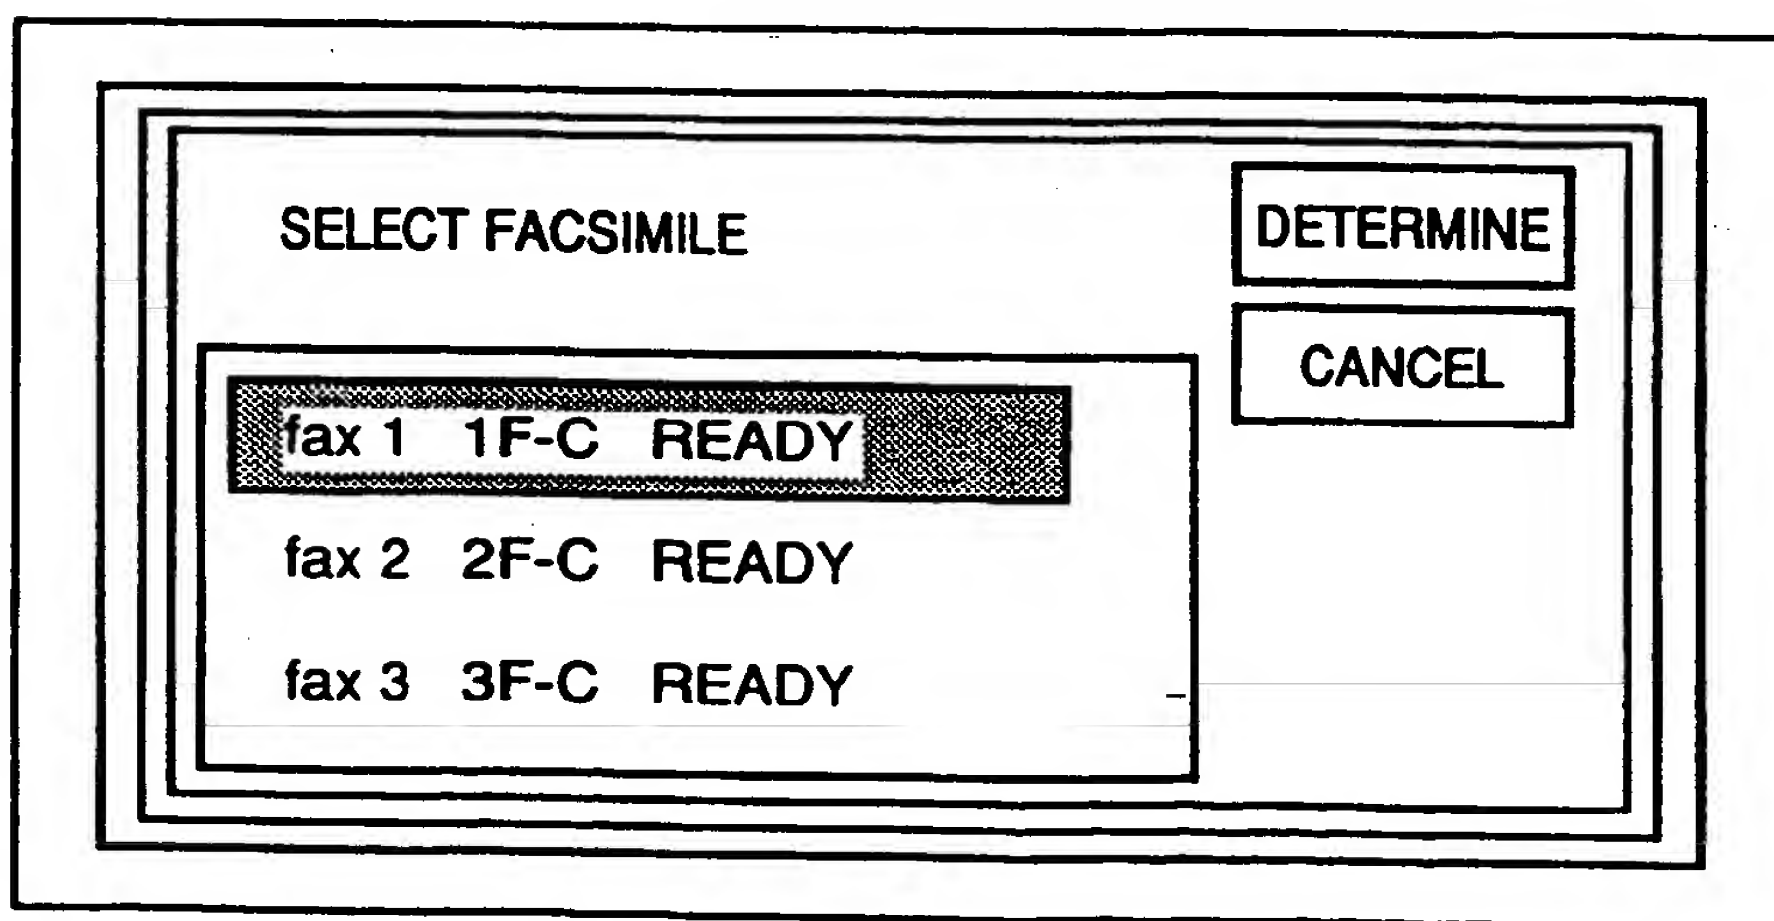 SELECT FACSIMILE
DETERMINE
CANCEL
fax 1 1F-C READY
fax 2 2F-C READY
fax 3 3F-C READY